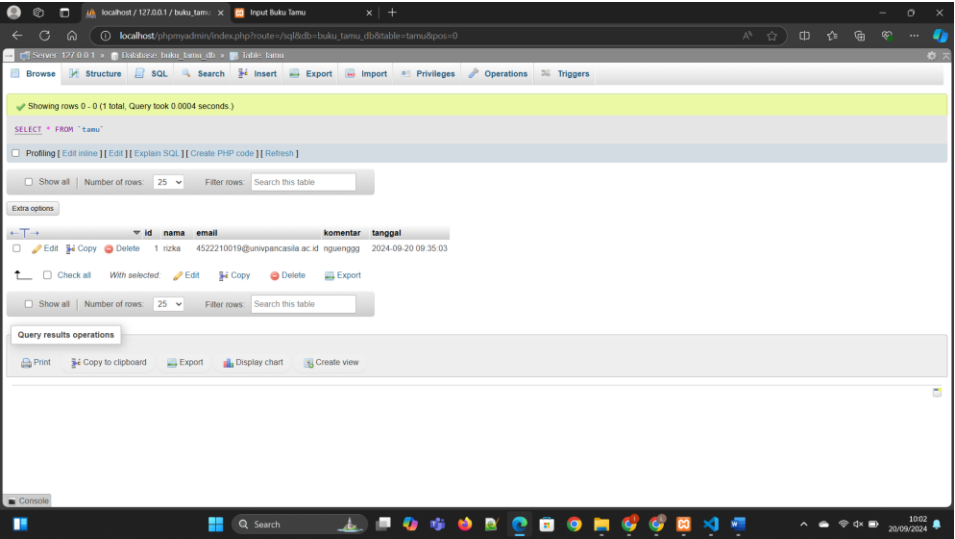 localhost / 127.0.0.1 / buku_tamu
Input Buku Tamu
localhost/phpmyadmin/index.php?route=/sql&db=buku_tamu_db&table=tamu&pos=0
Server: 127.0.0.1 » Database: buku_tamu_db » Table: tamu
Browse Structure SQL Search Insert Export Import Privileges Operations Triggers
Showing rows 0 - 0 (1 total, Query took 0.0004 seconds.)
SELECT * FROM `tamu`
Profiling [ Edit inline ] [ Edit ] [ Explain SQL ] [ Create PHP code ] [ Refresh ]
Show all | Number of rows: 25 Filter rows: Search this table
Extra options
id nama email komentar tanggal
Edit Copy Delete 1 rizka 4522210019@univpancasila.ac.id nguenggg 2024-09-20 09:35:03
Check all With selected: Edit Copy Delete Export
Show all | Number of rows: 25 Filter rows: Search this table
Query results operations
Print Copy to clipboard Export Display chart Create view
Console
Search
10:02
20/09/2024